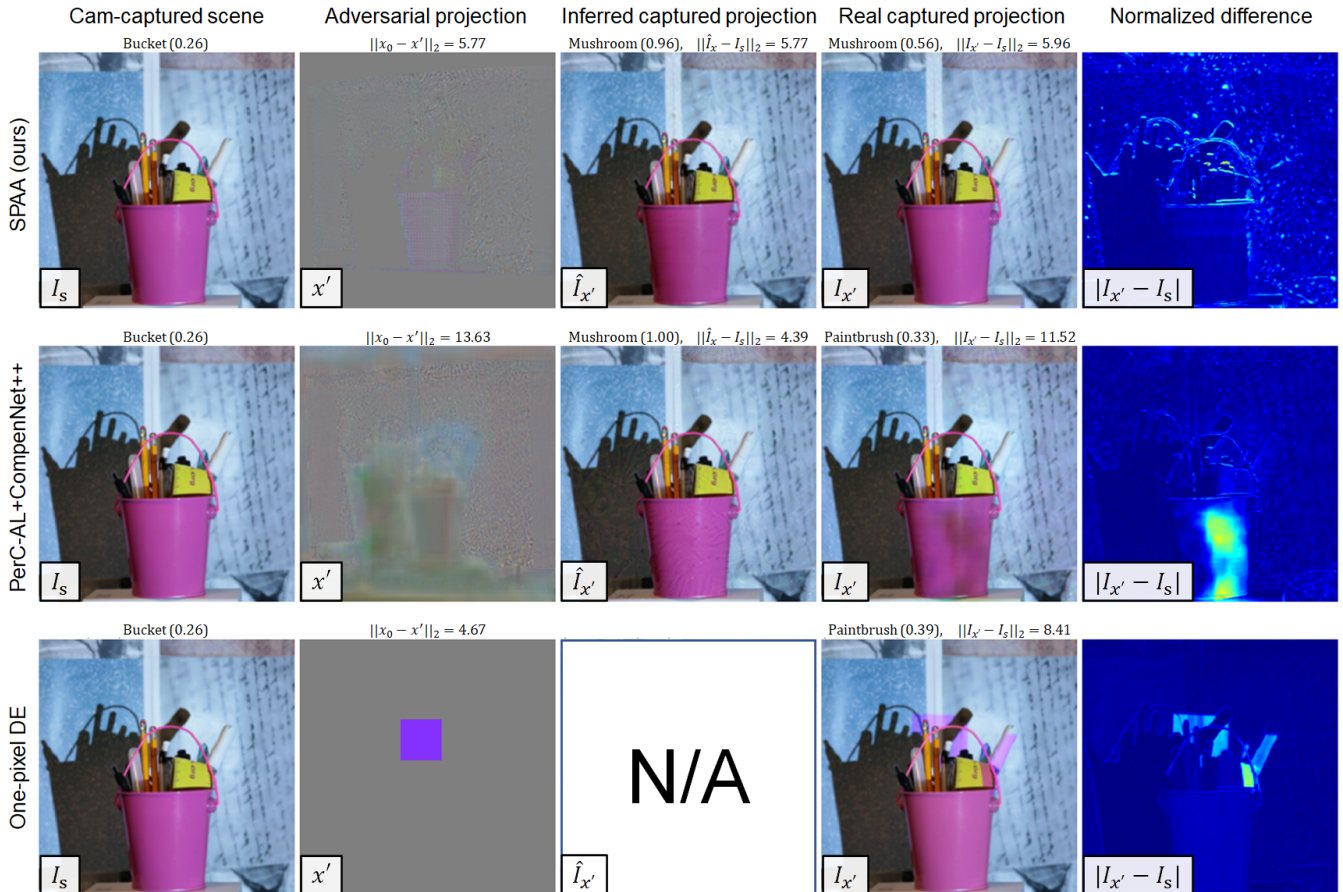 Cam-captured scene Adversarial projection Inferred captured projection Real captured projection Normalized difference
SPAA (ours)
Bucket (0.26) ||x₀ − x′||₂ = 5.77 Mushroom (0.96), ||Îₓ − Iₛ||₂ = 5.77 Mushroom (0.56), ||Iₓ′ − Iₛ||₂ = 5.96
Iₛ x′ Îₓ′ Iₓ′ |Iₓ′ − Iₛ|
PerC-AL+CompenNet++
Bucket (0.26) ||x₀ − x′||₂ = 13.63 Mushroom (1.00), ||Îₓ − Iₛ||₂ = 4.39 Paintbrush (0.33), ||Iₓ′ − Iₛ||₂ = 11.52
Iₛ x′ Îₓ′ Iₓ′ |Iₓ′ − Iₛ|
One-pixel DE
Bucket (0.26) ||x₀ − x′||₂ = 4.67 Paintbrush (0.39), ||Iₓ′ − Iₛ||₂ = 8.41
N/A
Iₛ x′ Îₓ′ Iₓ′ |Iₓ′ − Iₛ|